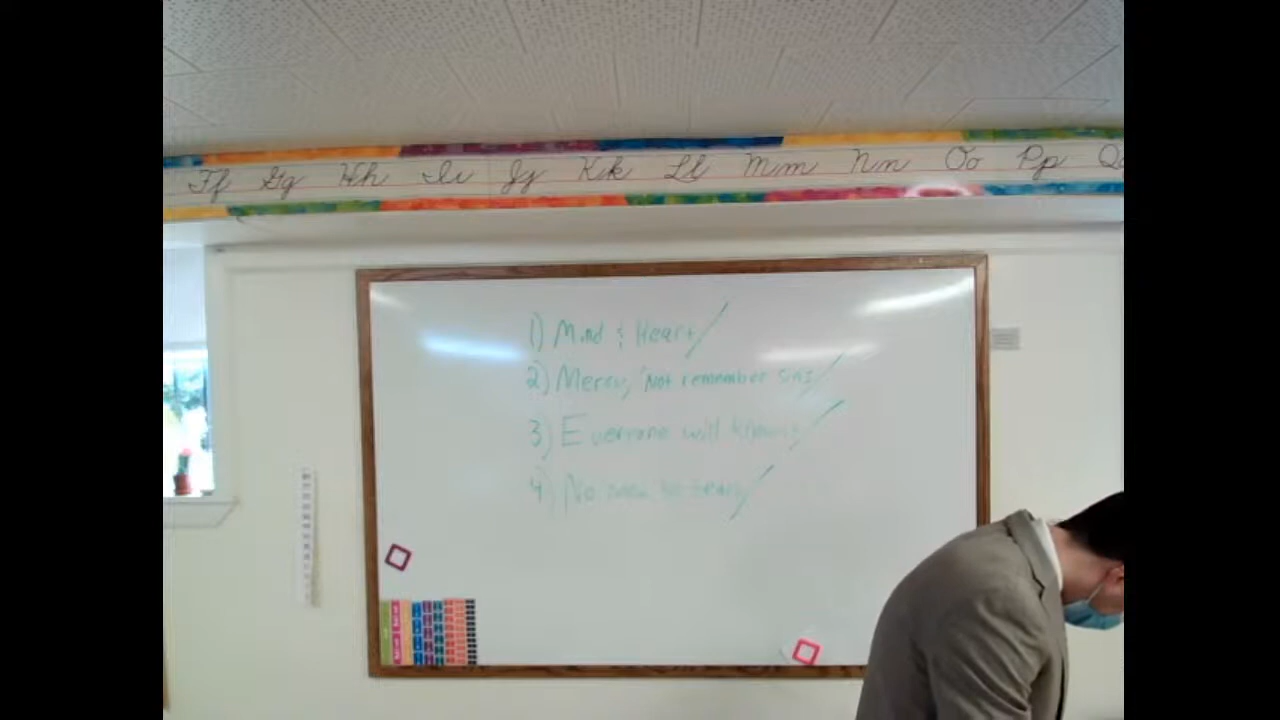 Ff Gg Hh Ii Jj Kk Ll Mm Nn Oo Pp
1) Mind & Heart
2) Mercy/Not remember sins
3) Everyone will know
4) No need to teach